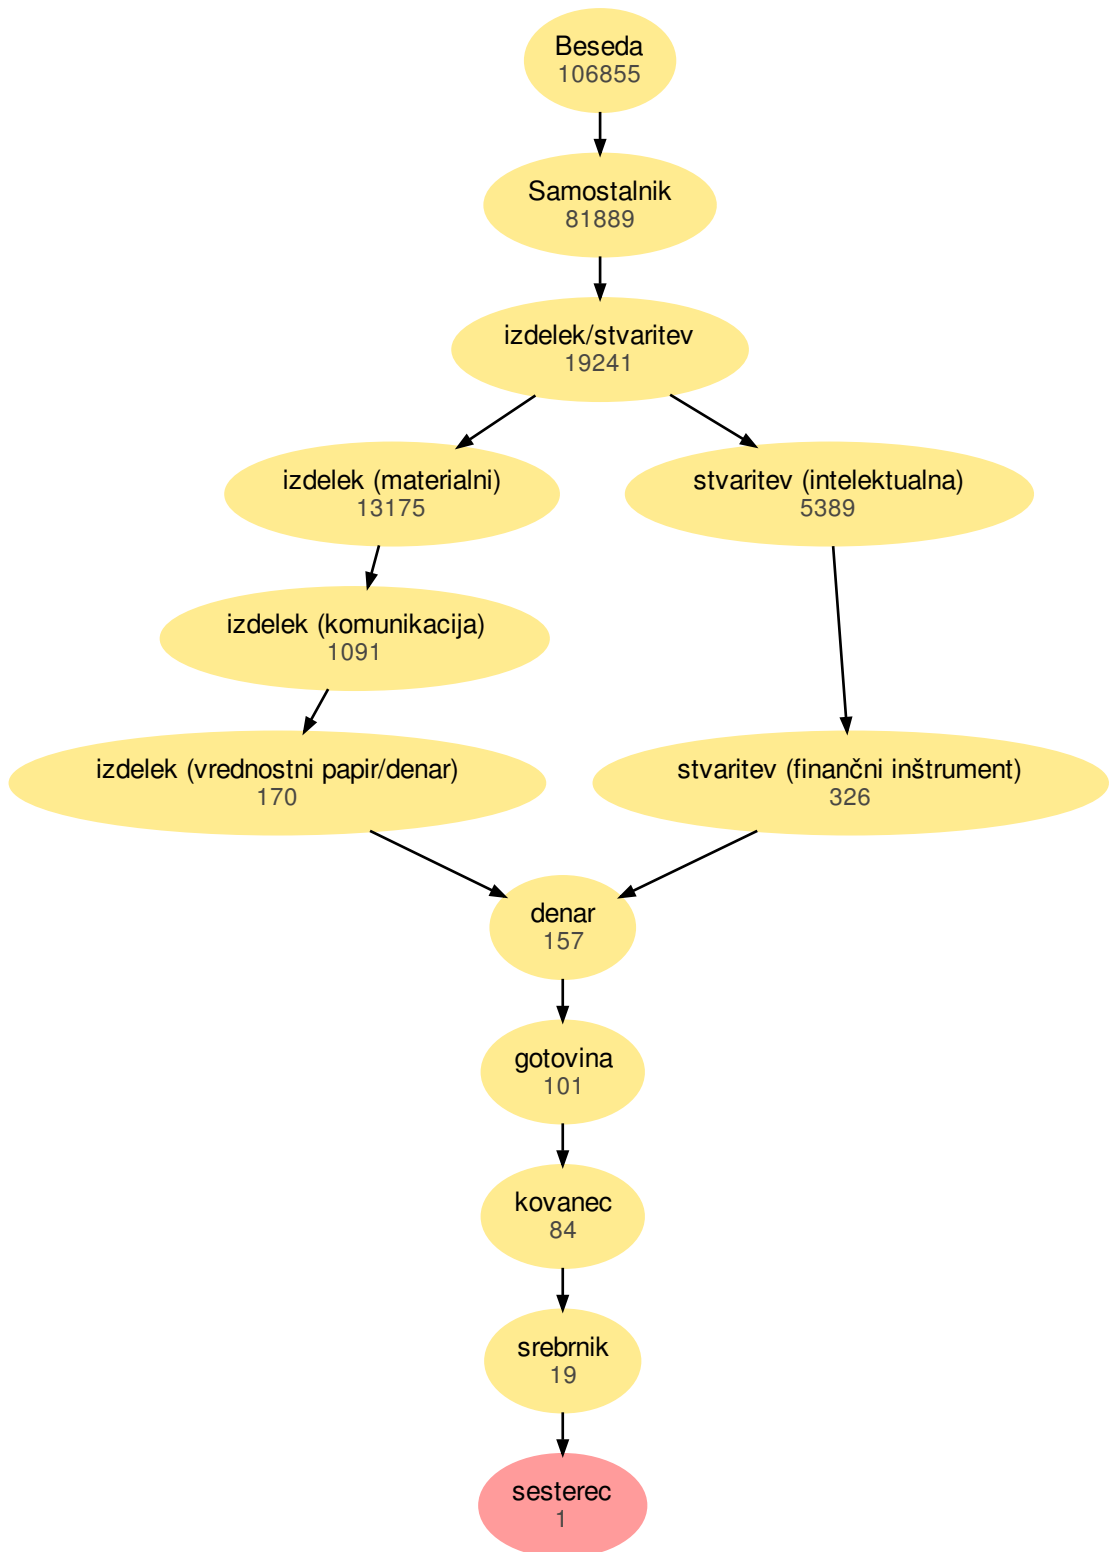 Beseda
106855
Samostalnik
81889
izdelek/stvaritev
19241
izdelek (materialni)
13175
stvaritev (intelektualna)
5389
izdelek (komunikacija)
1091
izdelek (vrednostni papir/denar)
170
stvaritev (finančni inštrument)
326
denar
157
gotovina
101
kovanec
84
srebrnik
19
sesterec
1